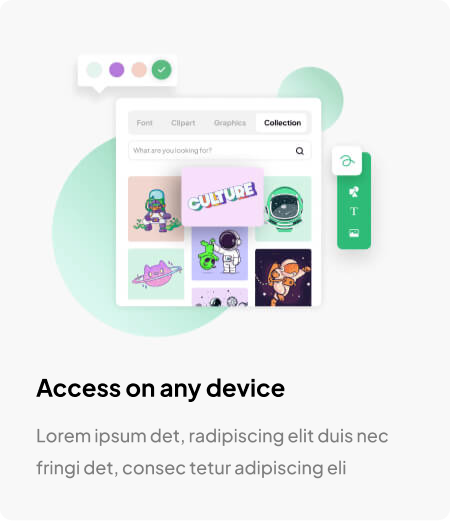 Font Clipart Graphics Collection
What are you looking for?
CULTURE
T
Access on any device
Lorem ipsum det, radipiscing elit duis nec
fringi det, consec tetur adipiscing eli